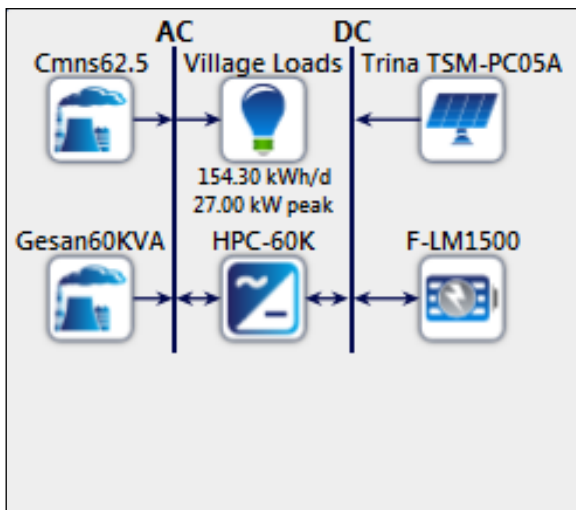 AC DC
Cmns62.5 Village Loads Trina TSM-PC05A
154.30 kWh/d
27.00 kW peak
Gesan60KVA HPC-60K F-LM1500